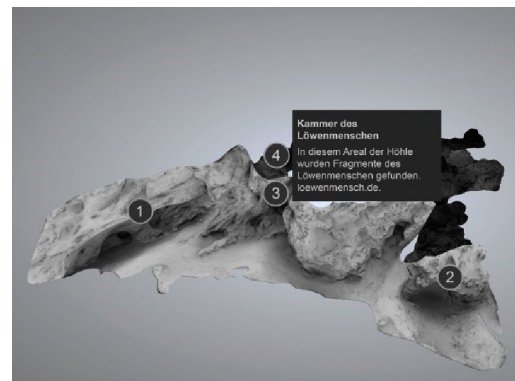 Kammer des
Löwenmenschen
In diesem Areal der Höhle
wurden Fragmente des
Löwenmenschen gefunden.
loewenmensch.de.
4
3
1
2